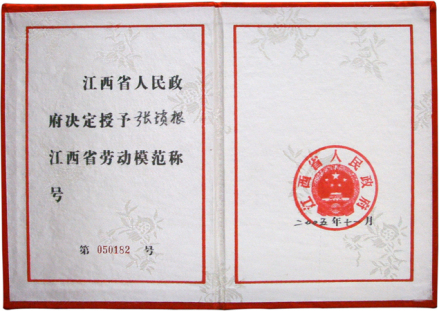 江西省人民政
府决定授予张填根
江西省劳动模范称
号
第 050182 号
江西省人民政府
二〇〇五年十一月